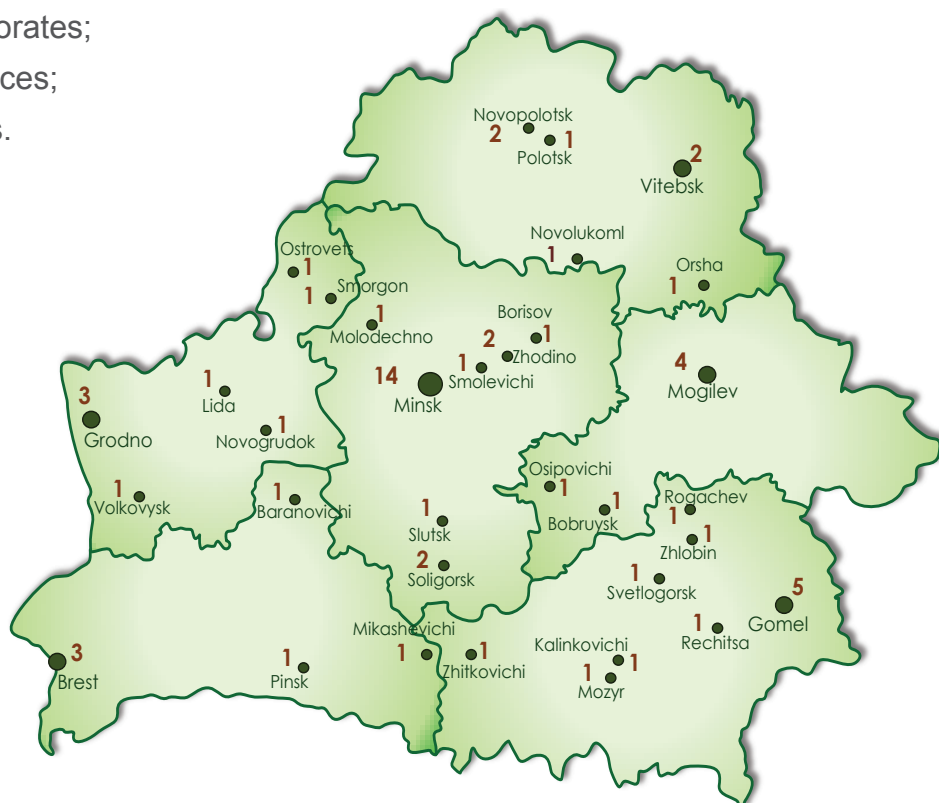 orates;
ces;
s.
Novopolotsk
2
1
Polotsk
2
Vitebsk
Novolukoml
1
Orsha
1
Ostrovets
1
Smorgon
1
1
Molodechno
Borisov
1
2
Zhodino
1
Smolevichi
14
Minsk
4
Mogilev
3
Grodno
1
Lida
1
Novogrudok
1
Volkovysk
1
Baranovichi
Osipovichi
1
1
Bobruysk
1
Slutsk
2
Soligorsk
Rogachev
1
1
Zhlobin
1
Svetlogorsk
5
Gomel
1
Rechitsa
Mikashevichi
1
1
Zhitkovichi
Kalinkovichi
1
1
Mozyr
3
Brest
1
Pinsk